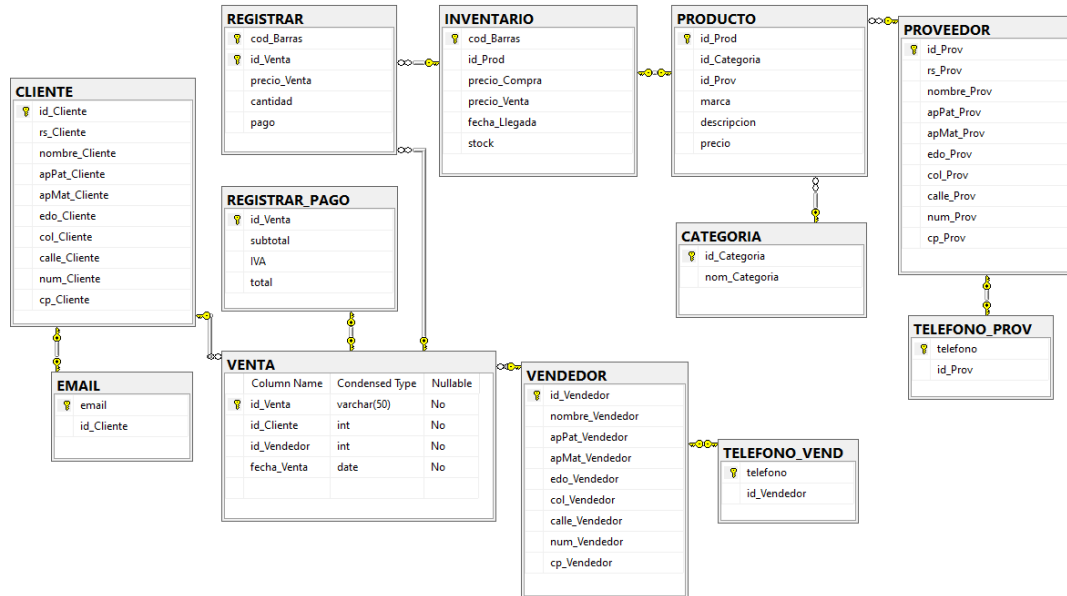 REGISTRAR
cod_Barras
id_Venta
precio_Venta
cantidad
pago
INVENTARIO
cod_Barras
id_Prod
precio_Compra
precio_Venta
fecha_Llegada
stock
PRODUCTO
id_Prod
id_Categoria
id_Prov
marca
descripcion
precio
PROVEEDOR
id_Prov
rs_Prov
nombre_Prov
apPat_Prov
apMat_Prov
edo_Prov
col_Prov
calle_Prov
num_Prov
cp_Prov
CLIENTE
id_Cliente
rs_Cliente
nombre_Cliente
apPat_Cliente
apMat_Cliente
edo_Cliente
col_Cliente
calle_Cliente
num_Cliente
cp_Cliente
REGISTRAR_PAGO
id_Venta
subtotal
IVA
total
CATEGORIA
id_Categoria
nom_Categoria
TELEFONO_PROV
telefono
id_Prov
EMAIL
email
id_Cliente
VENTA
Column Name Condensed Type Nullable
id_Venta varchar(50) No
id_Cliente int No
id_Vendedor int No
fecha_Venta date No
VENDEDOR
id_Vendedor
nombre_Vendedor
apPat_Vendedor
apMat_Vendedor
edo_Vendedor
col_Vendedor
calle_Vendedor
num_Vendedor
cp_Vendedor
TELEFONO_VEND
telefono
id_Vendedor